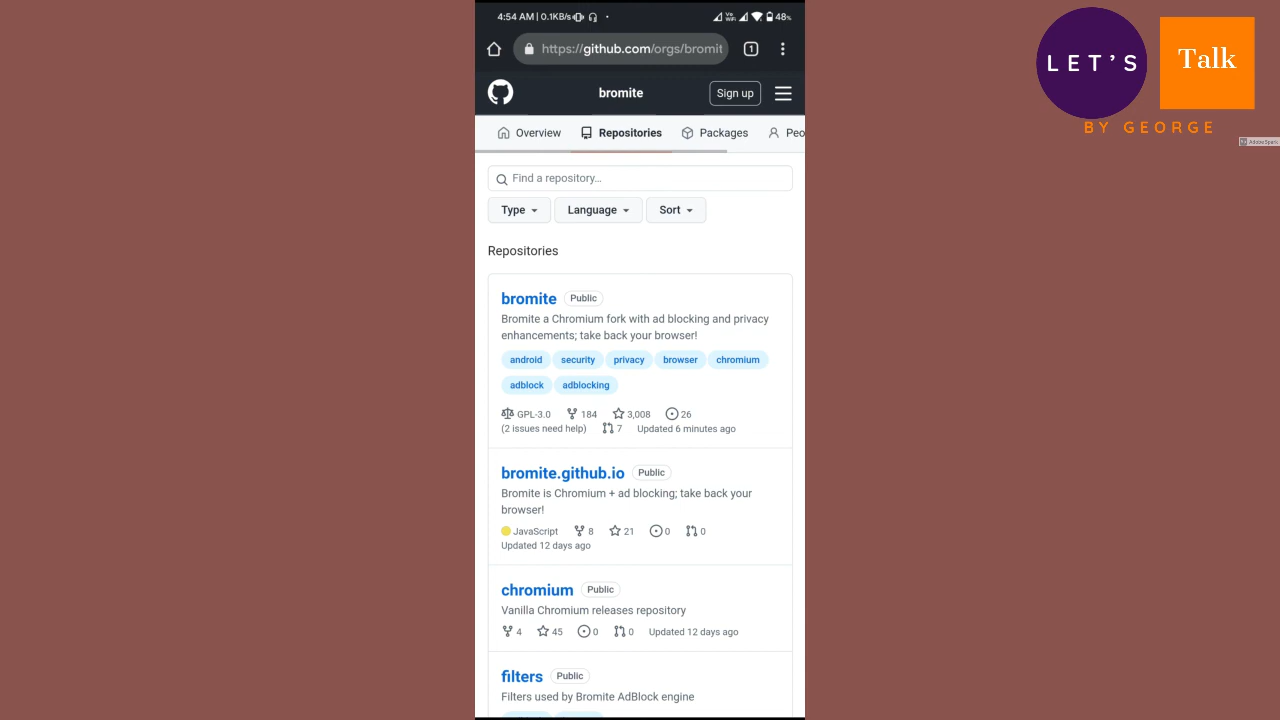 4:54 AM | 0.1KB/s
Vo WiFi
48%
https://github.com/orgs/bromit
1
bromite
Sign up
Overview
Repositories
Packages
Peo
Find a repository...
Type
Language
Sort
Repositories
bromite Public
Bromite a Chromium fork with ad blocking and privacy
enhancements; take back your browser!
android security privacy browser chromium
adblock adblocking
GPL-3.0 184 3,008 26
(2 issues need help) 7 Updated 6 minutes ago
bromite.github.io Public
Bromite is Chromium + ad blocking; take back your
browser!
JavaScript 8 21 0 0
Updated 12 days ago
chromium Public
Vanilla Chromium releases repository
4 45 0 0 Updated 12 days ago
filters Public
Filters used by Bromite AdBlock engine
LET'S
Talk
BY GEORGE
Adobe Spark